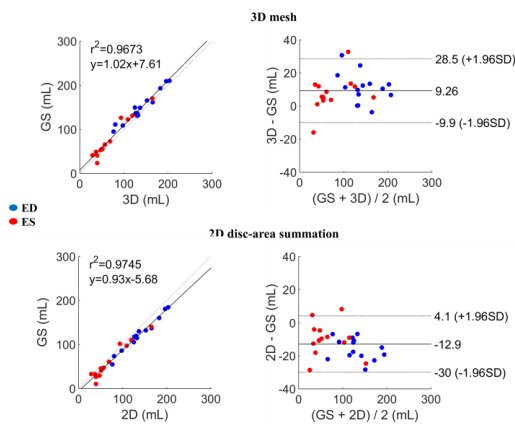 3D mesh
300
200
100
0
GS (mL)
r²=0.9673
y=1.02x+7.61
0 100 200 300
3D (mL)
40
20
0
-20
-40
3D - GS (mL)
28.5 (+1.96SD)
9.26
-9.9 (-1.96SD)
0 100 200 300
(GS + 3D) / 2 (mL)
ED
ES
2D disc-area summation
300
200
100
0
GS (mL)
r²=0.9745
y=0.93x-5.68
0 100 200 300
2D (mL)
40
20
0
-20
-40
2D - GS (mL)
4.1 (+1.96SD)
-12.9
-30 (-1.96SD)
0 100 200 300
(GS + 2D) / 2 (mL)